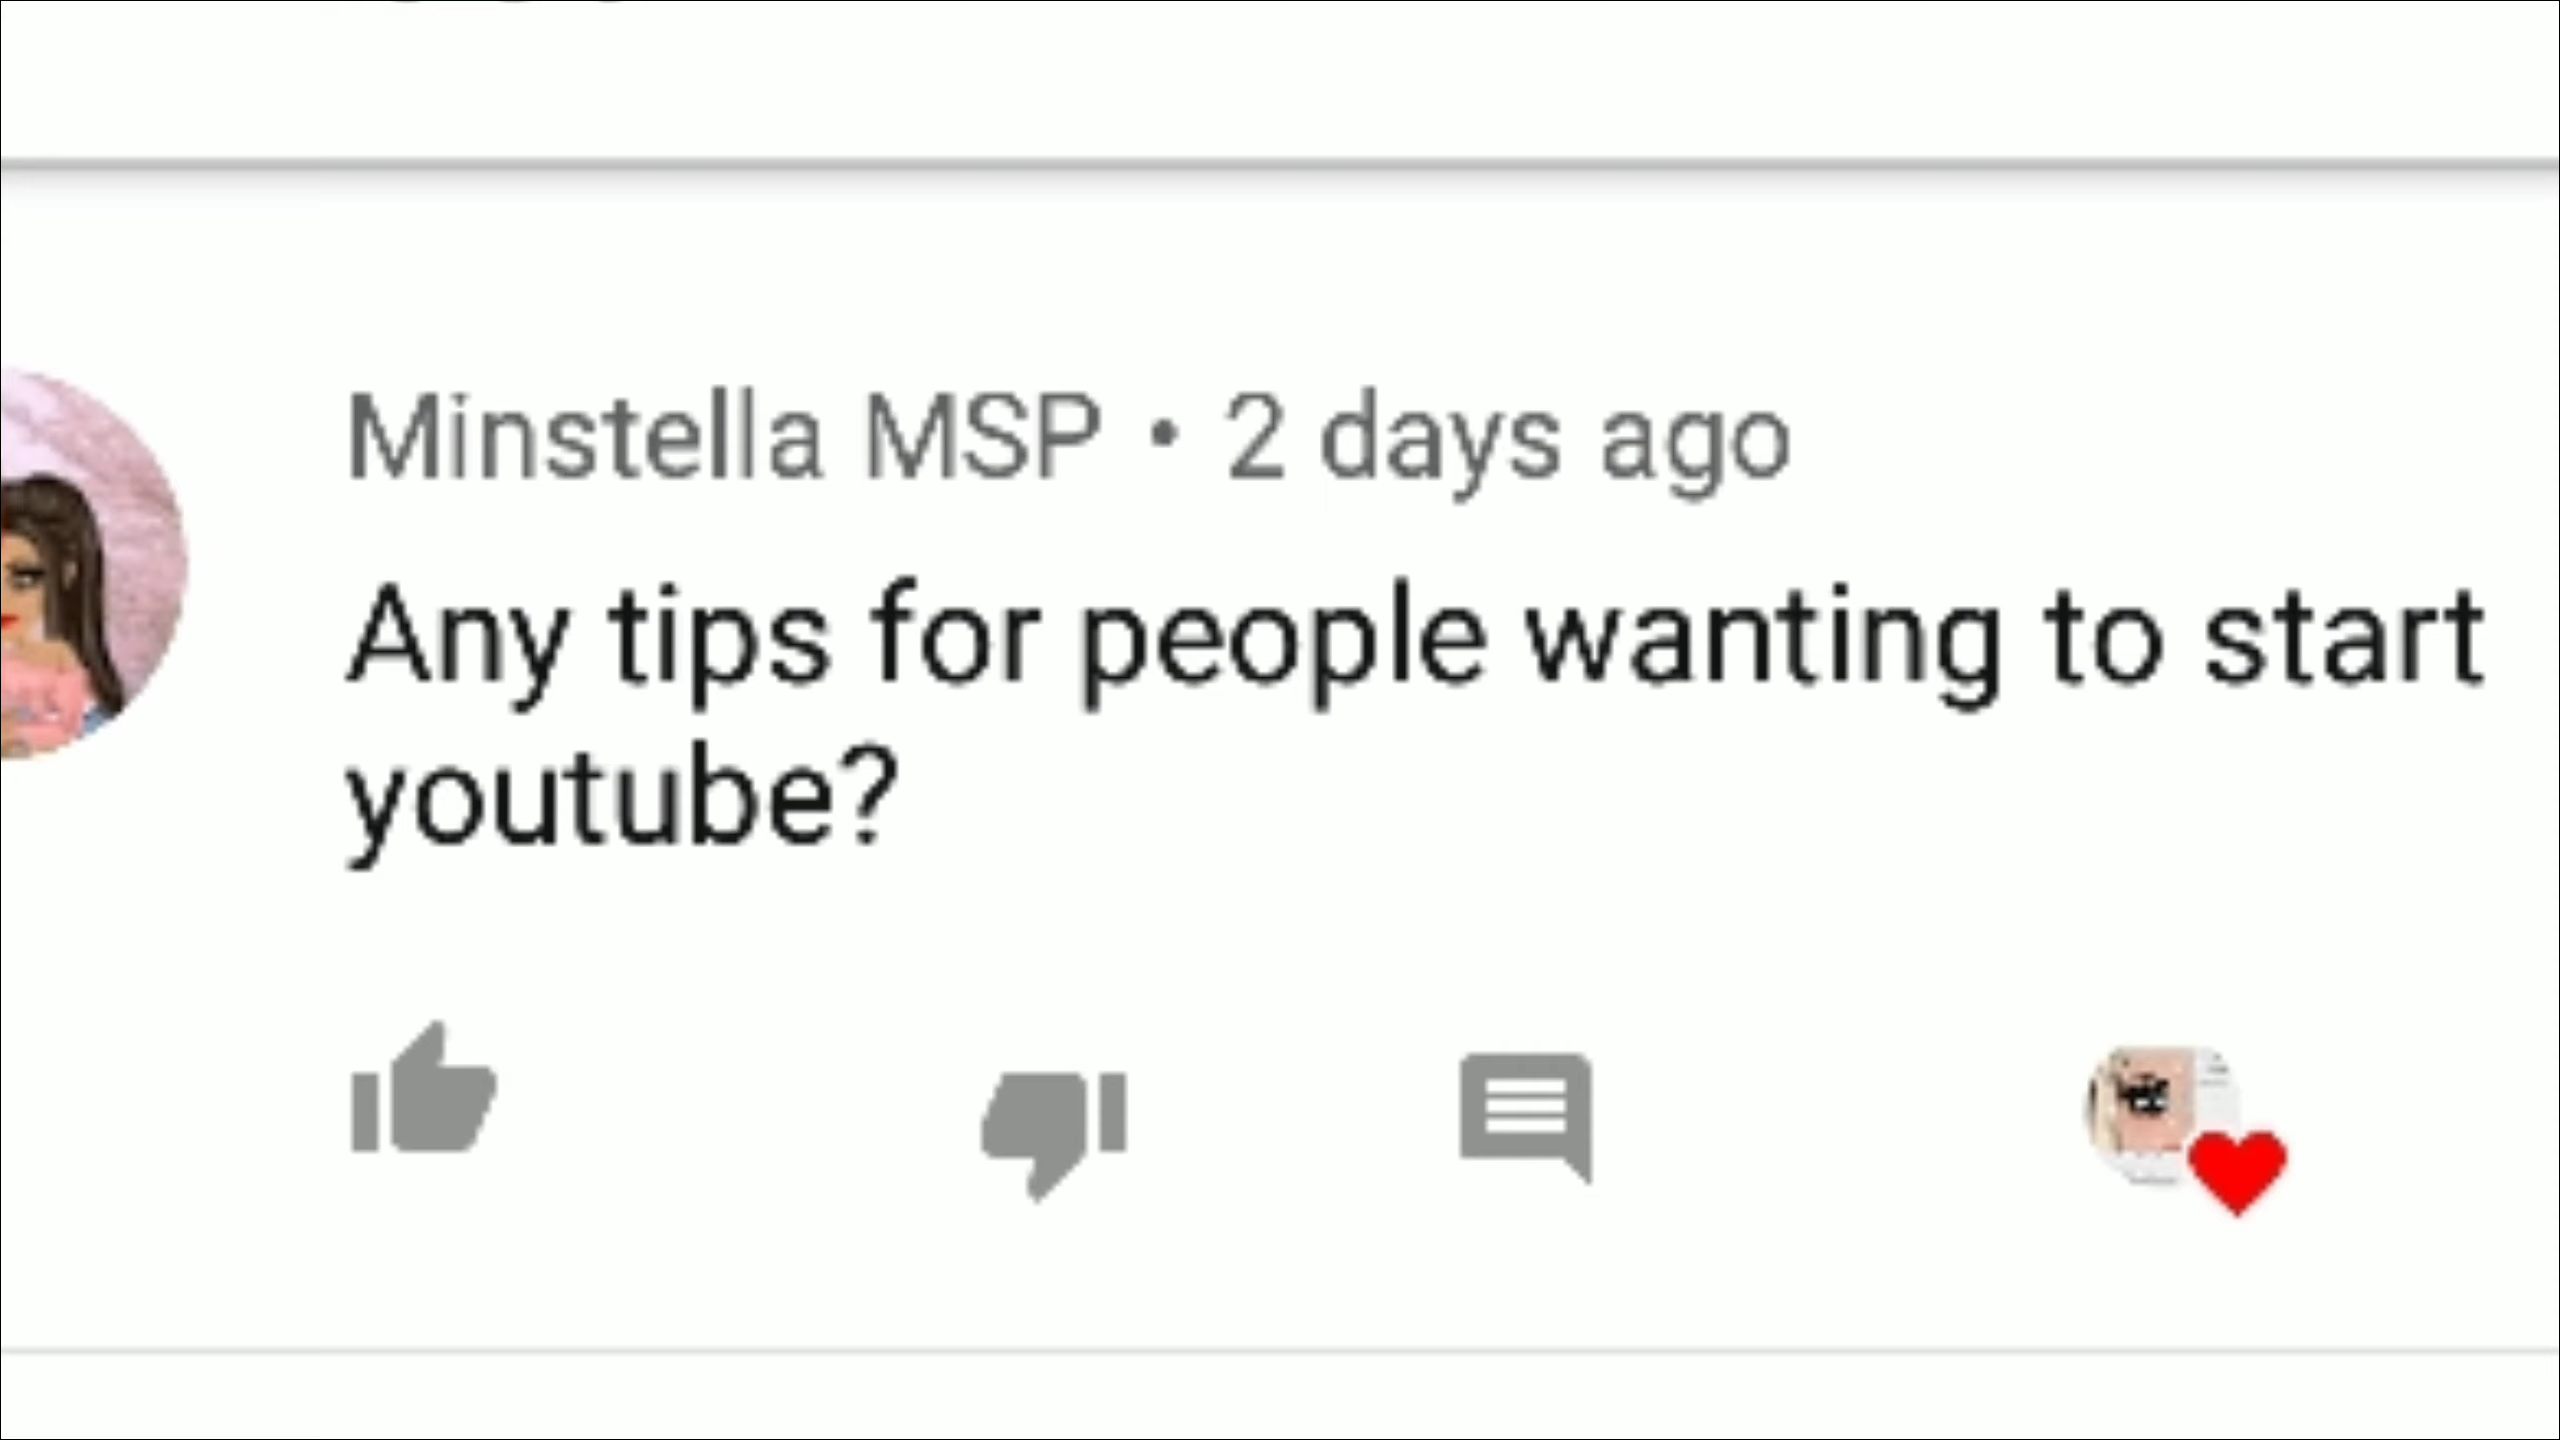 Minstella MSP • 2 days ago
Any tips for people wanting to start
youtube?